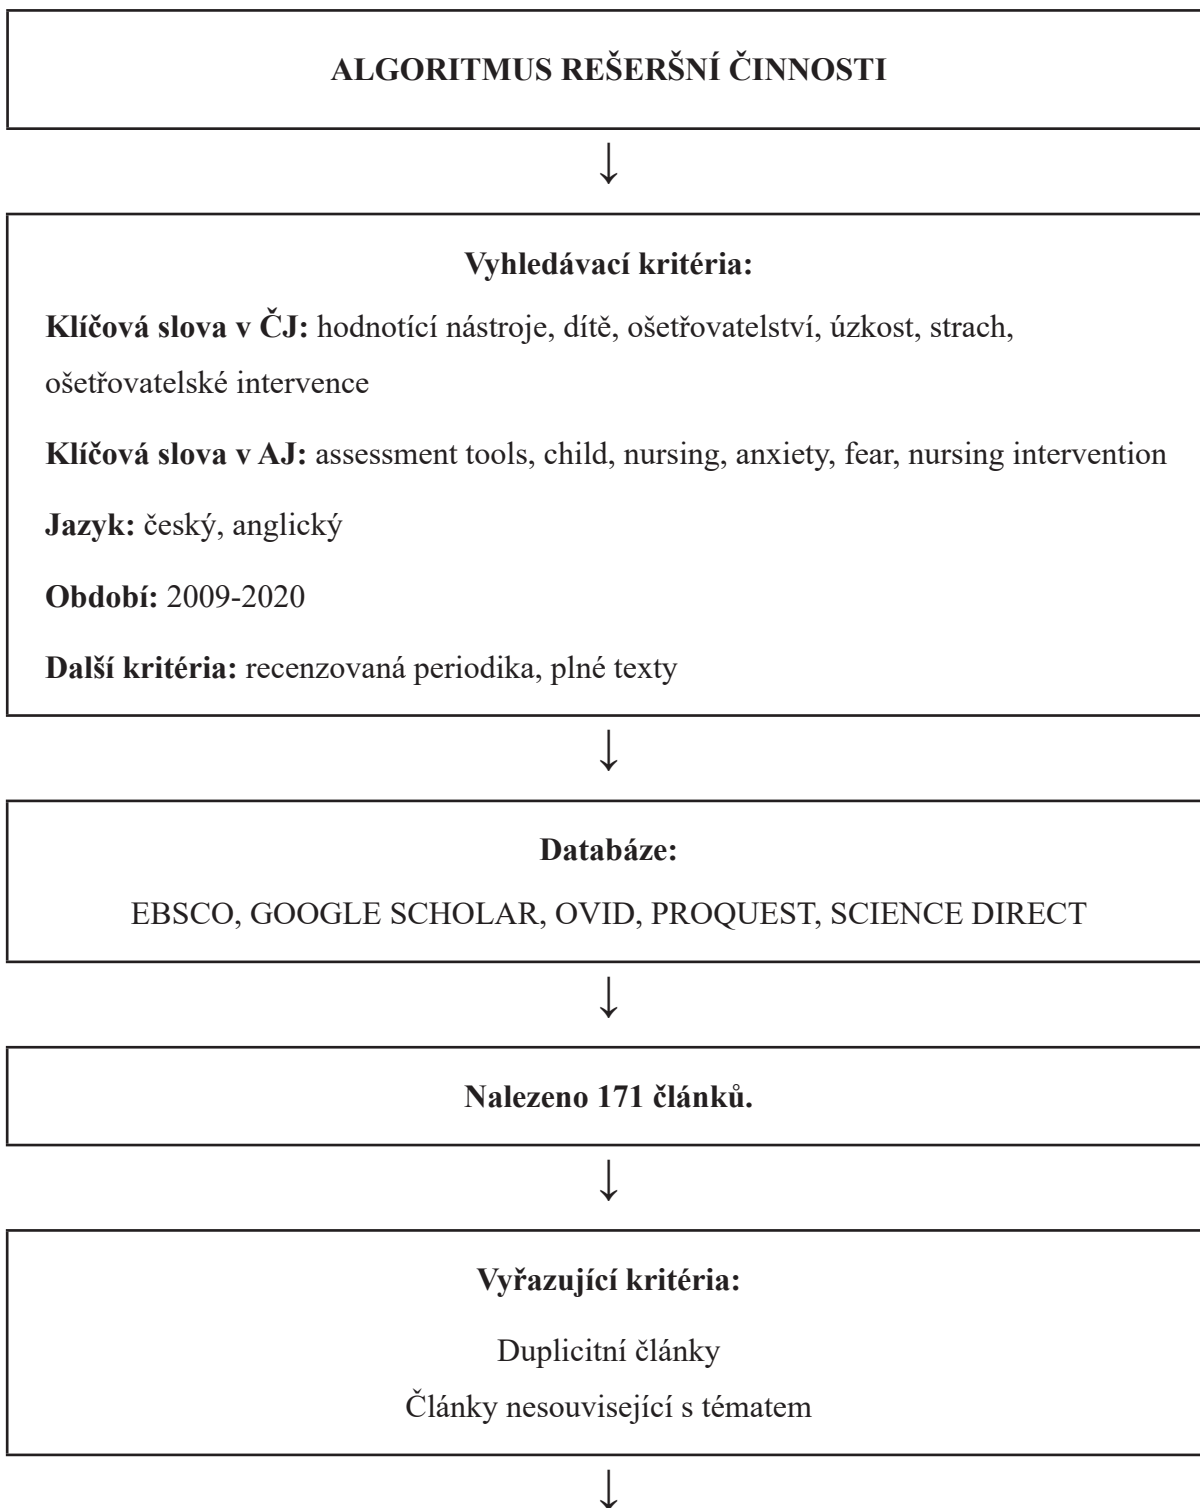 ALGORITMUS REŠERŠNÍ ČINNOSTI
↓
Vyhledávací kritéria:
Klíčová slova v ČJ: hodnotící nástroje, dítě, ošetřovatelství, úzkost, strach,
ošetřovatelské intervence
Klíčová slova v AJ: assessment tools, child, nursing, anxiety, fear, nursing intervention
Jazyk: český, anglický
Období: 2009-2020
Další kritéria: recenzovaná periodika, plné texty
↓
Databáze:
EBSCO, GOOGLE SCHOLAR, OVID, PROQUEST, SCIENCE DIRECT
↓
Nalezeno 171 článků.
↓
Vyřazující kritéria:
Duplicitní články
Články nesouvisející s tématem
↓